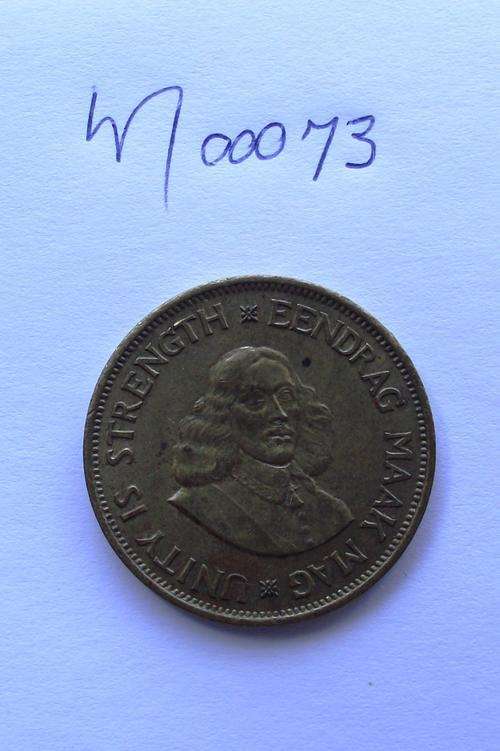 00073
UNITY IS STRENGTH
EENDRAG MAAK MAG